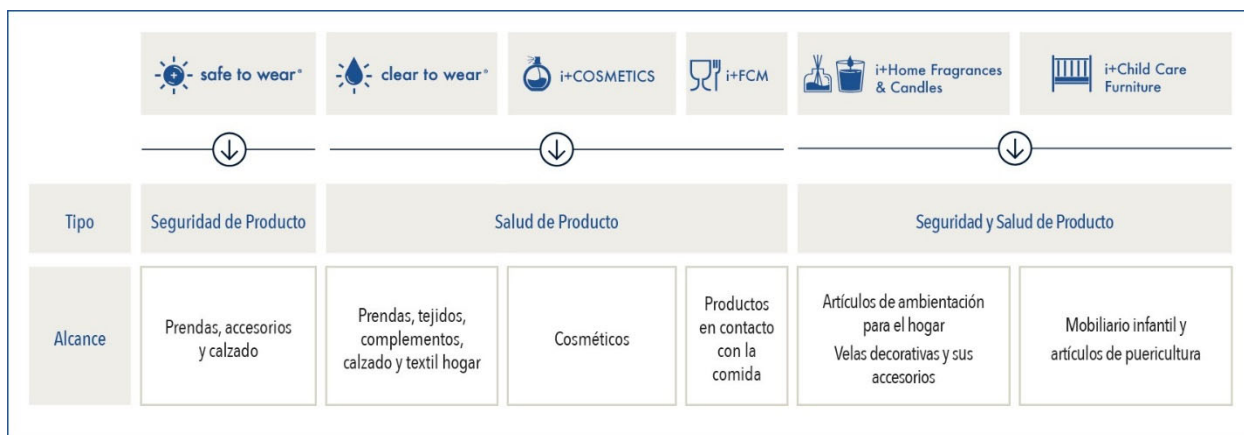 safe to wear®
clear to wear®
i+COSMETICS
i+FCM
i+Home Fragrances
& Candles
i+Child Care
Furniture
Tipo
Seguridad de Producto
Salud de Producto
Seguridad y Salud de Producto
Alcance
Prendas, accesorios
y calzado
Prendas, tejidos,
complementos,
calzado y textil hogar
Cosméticos
Productos
en contacto
con la
comida
Artículos de ambientación
para el hogar
Velas decorativas y sus
accesorios
Mobiliario infantil y
artículos de puericultura